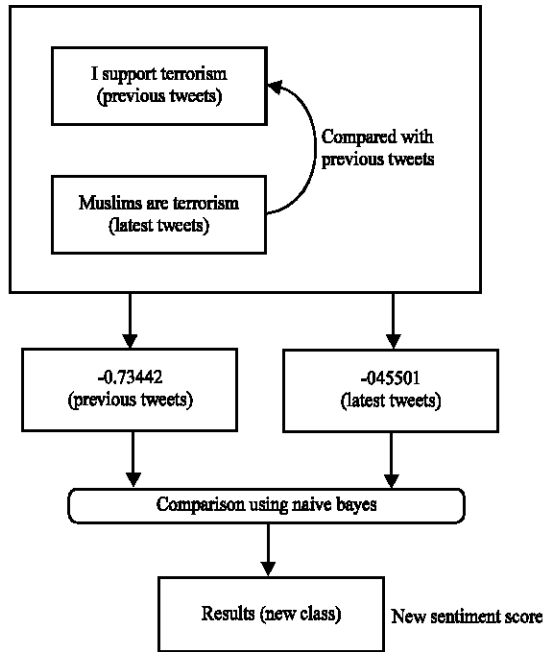 I support terrorism
(previous tweets)
Compared with
previous tweets
Muslims are terrorism
(latest tweets)
-0.73442
(previous tweets)
-045501
(latest tweets)
Comparison using naive bayes
Results (new class)
New sentiment score